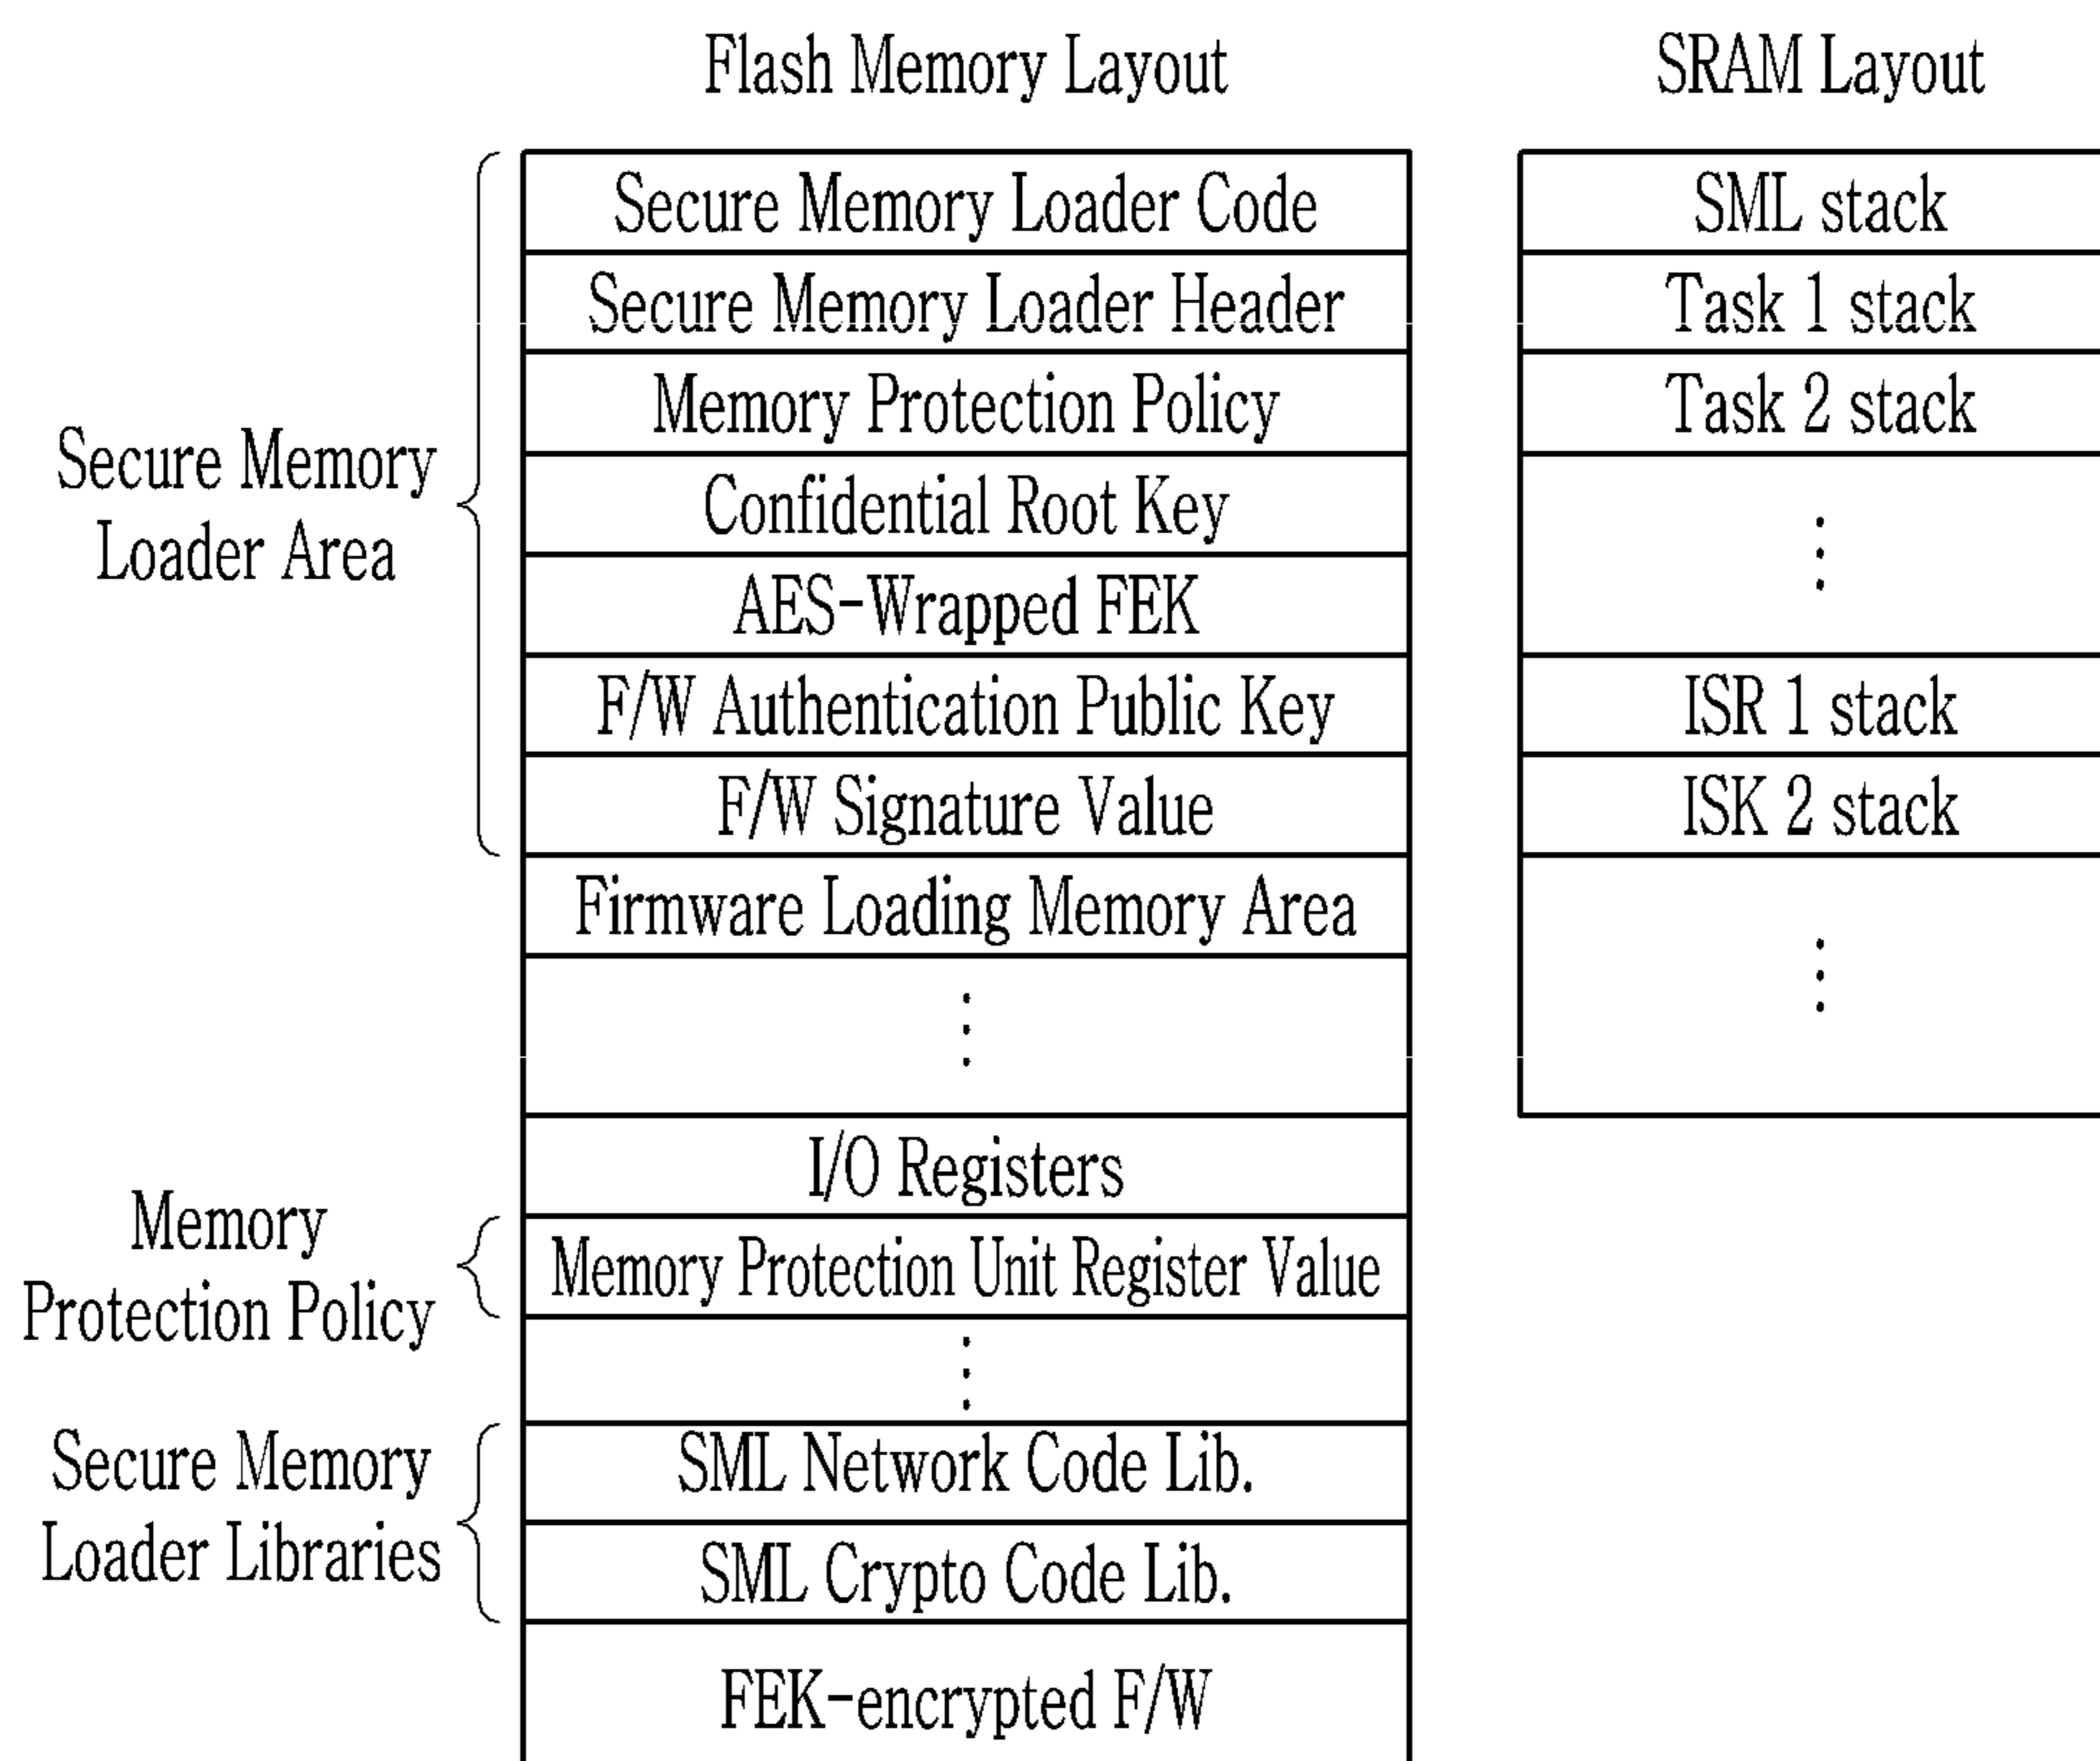 Flash Memory Layout
SRAM Layout
Secure Memory
Loader Area
Secure Memory Loader Code
Secure Memory Loader Header
Memory Protection Policy
Confidential Root Key
AES-Wrapped FEK
F/W Authentication Public Key
F/W Signature Value
Firmware Loading Memory Area
I/O Registers
Memory
Protection Policy
Memory Protection Unit Register Value
Secure Memory
Loader Libraries
SML Network Code Lib.
SML Crypto Code Lib.
FEK-encrypted F/W
SML stack
Task 1 stack
Task 2 stack
ISR 1 stack
ISK 2 stack